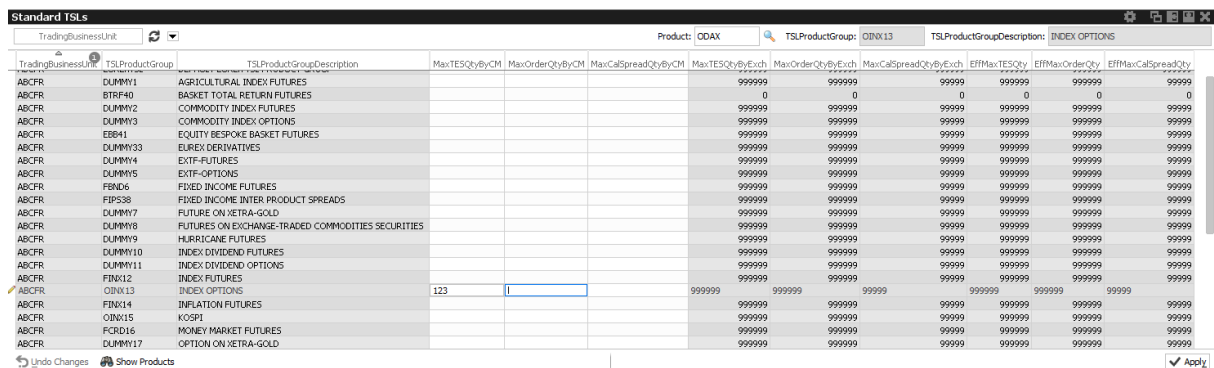 Standard TSLs
TradingBusinessUnit Product: ODAX TSLProductGroup: OINX13 TSLProductGroupDescription: INDEX OPTIONS
TradingBusinessUnit 1 TSLProductGroup TSLProductGroupDescription MaxTESQtyByCM MaxOrderQtyByCM MaxCalSpreadQtyByCM MaxTESQtyByExch MaxOrderQtyByExch MaxCalSpreadQtyByExch EffMaxTESQty EffMaxOrderQty EffMaxCalSpreadQty
ABCFR DUMMY1 AGRICULTURAL INDEX FUTURES 999999 999999 99999 999999 999999 99999
ABCFR BTRF40 BASKET TOTAL RETURN FUTURES 0 0 0 0 0 0
ABCFR DUMMY2 COMMODITY INDEX FUTURES 999999 999999 99999 999999 999999 99999
ABCFR DUMMY3 COMMODITY INDEX OPTIONS 999999 999999 99999 999999 999999 99999
ABCFR EBB41 EQUITY BESPOKE BASKET FUTURES 999999 999999 99999 999999 999999 99999
ABCFR DUMMY33 EUREX DERIVATIVES 999999 999999 99999 999999 999999 99999
ABCFR DUMMY4 EXTF-FUTURES 999999 999999 99999 999999 999999 99999
ABCFR DUMMY5 EXTF-OPTIONS 999999 999999 99999 999999 999999 99999
ABCFR FBND6 FIXED INCOME FUTURES 999999 999999 99999 999999 999999 99999
ABCFR FIPS38 FIXED INCOME INTER PRODUCT SPREADS 999999 999999 99999 999999 999999 99999
ABCFR DUMMY7 FUTURE ON XETRA-GOLD 999999 999999 99999 999999 999999 99999
ABCFR DUMMY8 FUTURES ON EXCHANGE-TRADED COMMODITIES SECURITIES 999999 999999 99999 999999 999999 99999
ABCFR DUMMY9 HURRICANE FUTURES 999999 999999 99999 999999 999999 99999
ABCFR DUMMY10 INDEX DIVIDEND FUTURES 999999 999999 99999 999999 999999 99999
ABCFR DUMMY11 INDEX DIVIDEND OPTIONS 999999 999999 99999 999999 999999 99999
ABCFR FINX12 INDEX FUTURES 999999 999999 99999 999999 999999 99999
ABCFR OINX13 INDEX OPTIONS 123 999999 999999 99999 999999 999999 99999
ABCFR FINX14 INFLATION FUTURES 999999 999999 99999 999999 999999 99999
ABCFR OINX15 KOSPI 999999 999999 99999 999999 999999 99999
ABCFR FCRD16 MONEY MARKET FUTURES 999999 999999 99999 999999 999999 99999
ABCFR DUMMY17 OPTION ON XETRA-GOLD 999999 999999 99999 999999 999999 99999
Undo Changes Show Products Apply